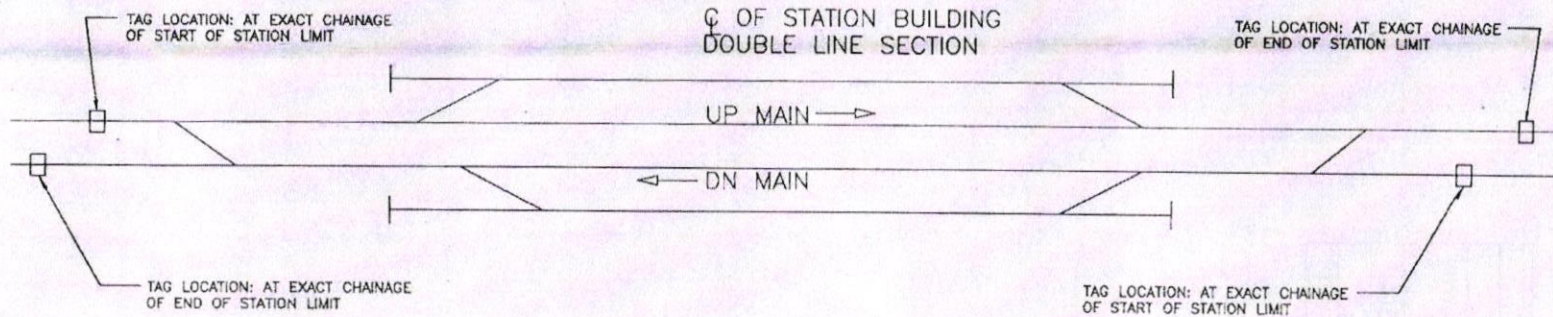 TAG LOCATION: AT EXACT CHAINAGE
OF START OF STATION LIMIT
℄ OF STATION BUILDING
DOUBLE LINE SECTION
TAG LOCATION: AT EXACT CHAINAGE
OF END OF STATION LIMIT
UP MAIN
DN MAIN
TAG LOCATION: AT EXACT CHAINAGE
OF END OF STATION LIMIT
TAG LOCATION: AT EXACT CHAINAGE
OF START OF STATION LIMIT